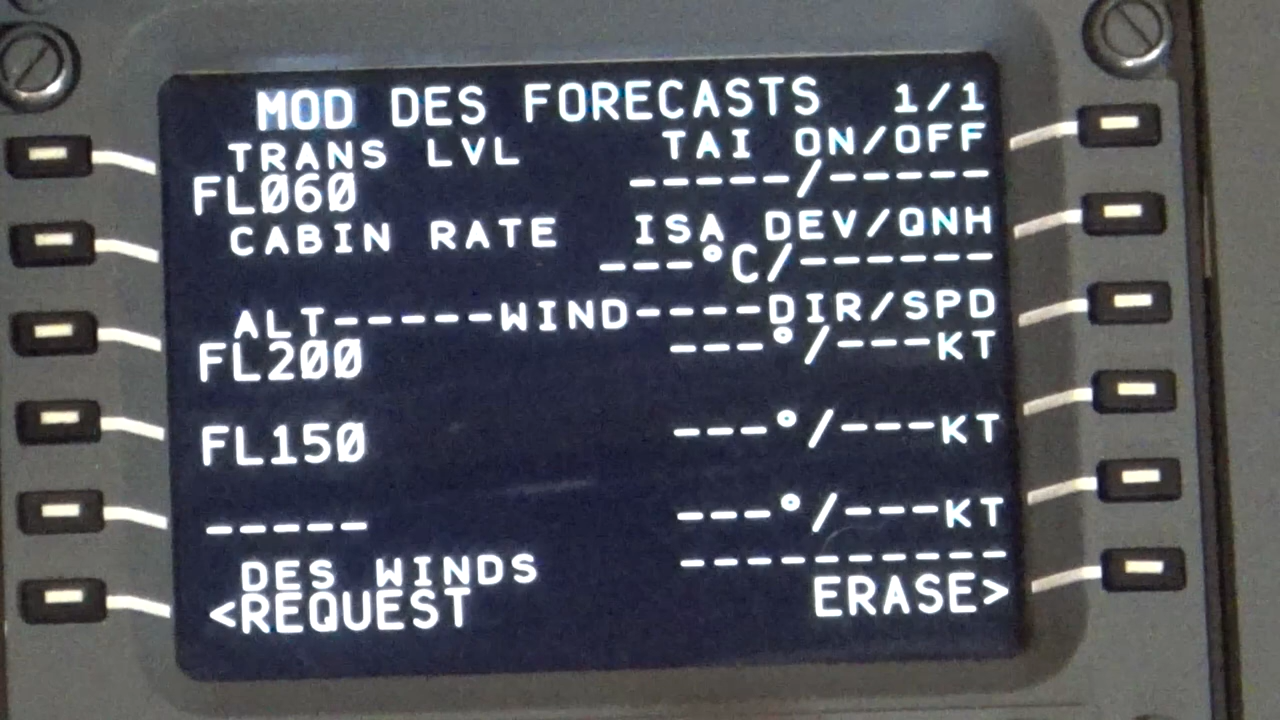 MOD DES FORECASTS 1/1
TRANS LVL TAI ON/OFF
FL060 -----/-----
CABIN RATE ISA DEV/QNH
---°C/------
ALT-----WIND----DIR/SPD
FL200 ---°/---KT
FL150 ---°/---KT
----- ---°/---KT
DES WINDS -----------
<REQUEST ERASE>